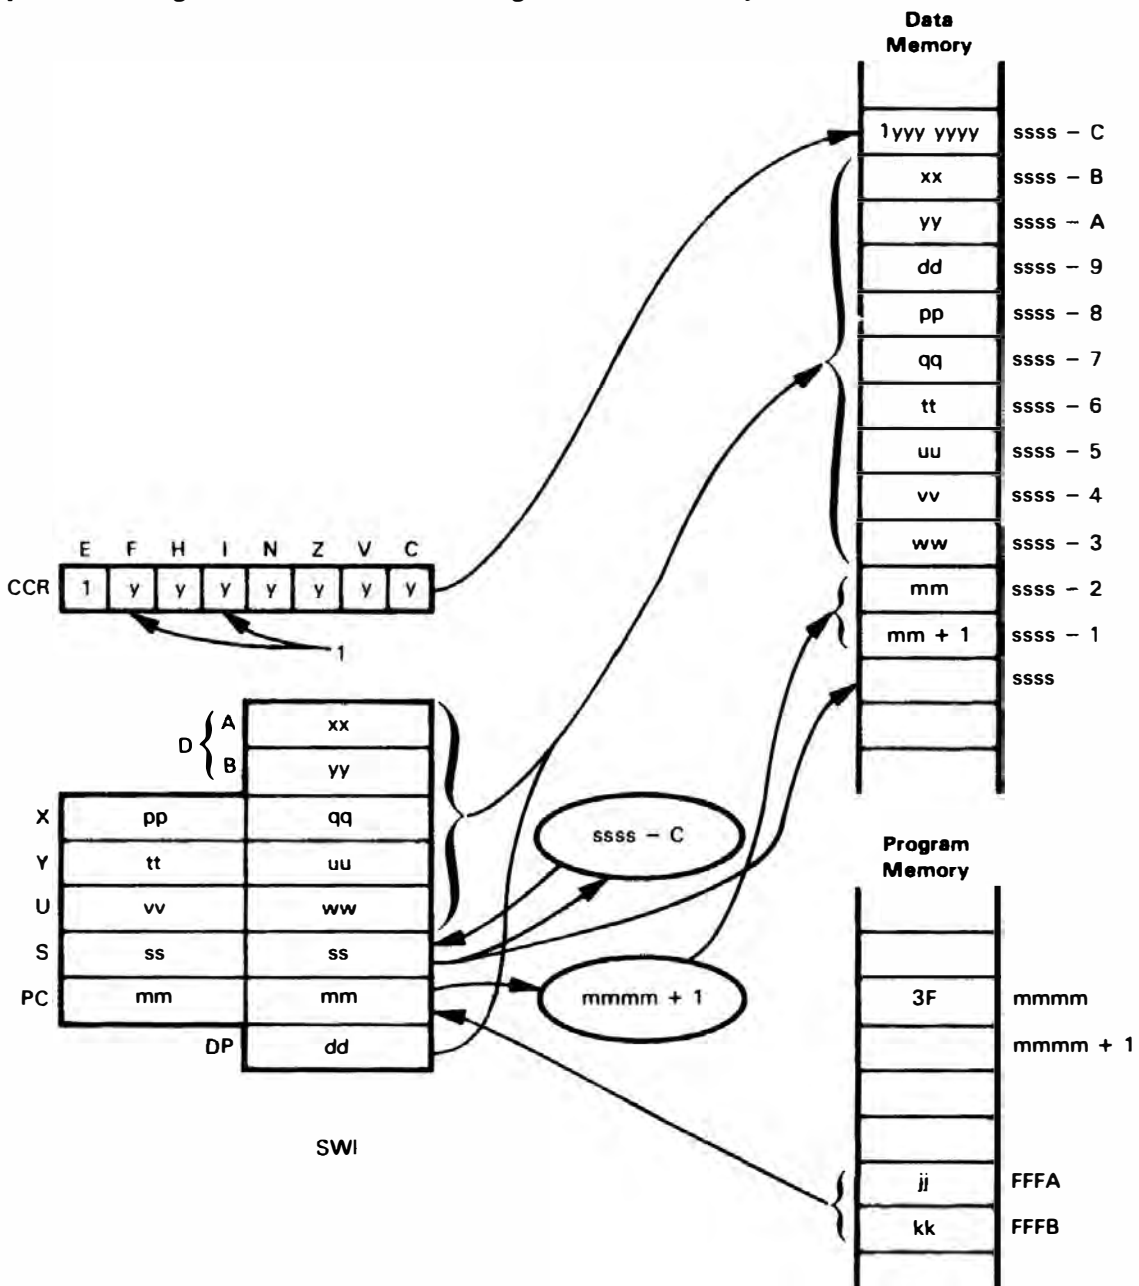 Data
Memory
1yyy yyyy ssss – C
xx ssss – B
yy ssss – A
dd ssss – 9
pp ssss – 8
qq ssss – 7
tt ssss – 6
uu ssss – 5
vv ssss – 4
ww ssss – 3
mm ssss – 2
mm + 1 ssss – 1
ssss
E F H I N Z V C
CCR 1 y y y y y y y
1
D A xx
B yy
X pp qq
Y tt uu
U vv ww
S ss ss
PC mm mm
DP dd
ssss – C
mmmm + 1
SWI
Program
Memory
3F mmmm
mmmm + 1
jj FFFA
kk FFFB